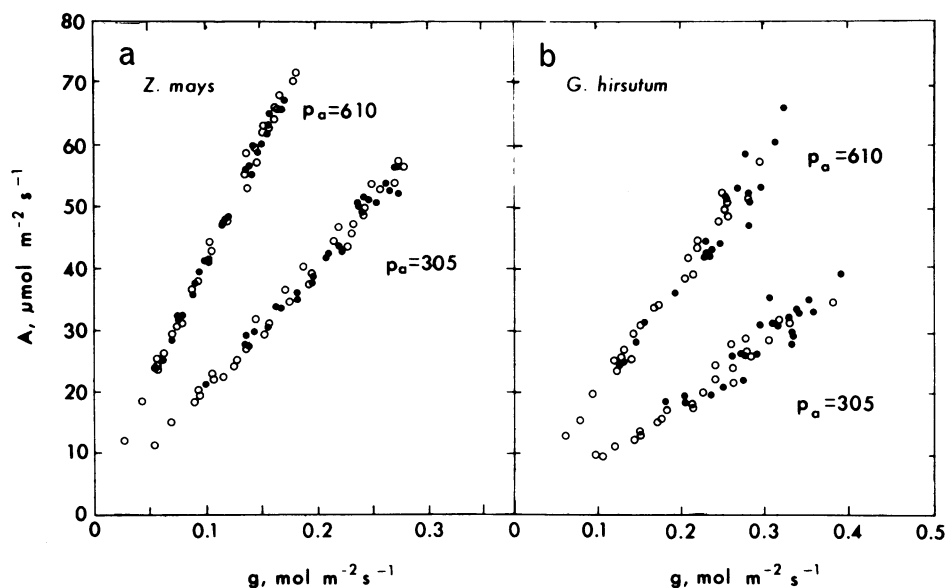 80
70
60
50
40
30
20
10
0
A, μmol m⁻² s⁻¹
a
Z. mays
pₐ=610
pₐ=305
0 0.1 0.2 0.3
g, mol m⁻² s⁻¹
b
G. hirsutum
pₐ=610
pₐ=305
0.1 0.2 0.3 0.4 0.5
g, mol m⁻² s⁻¹